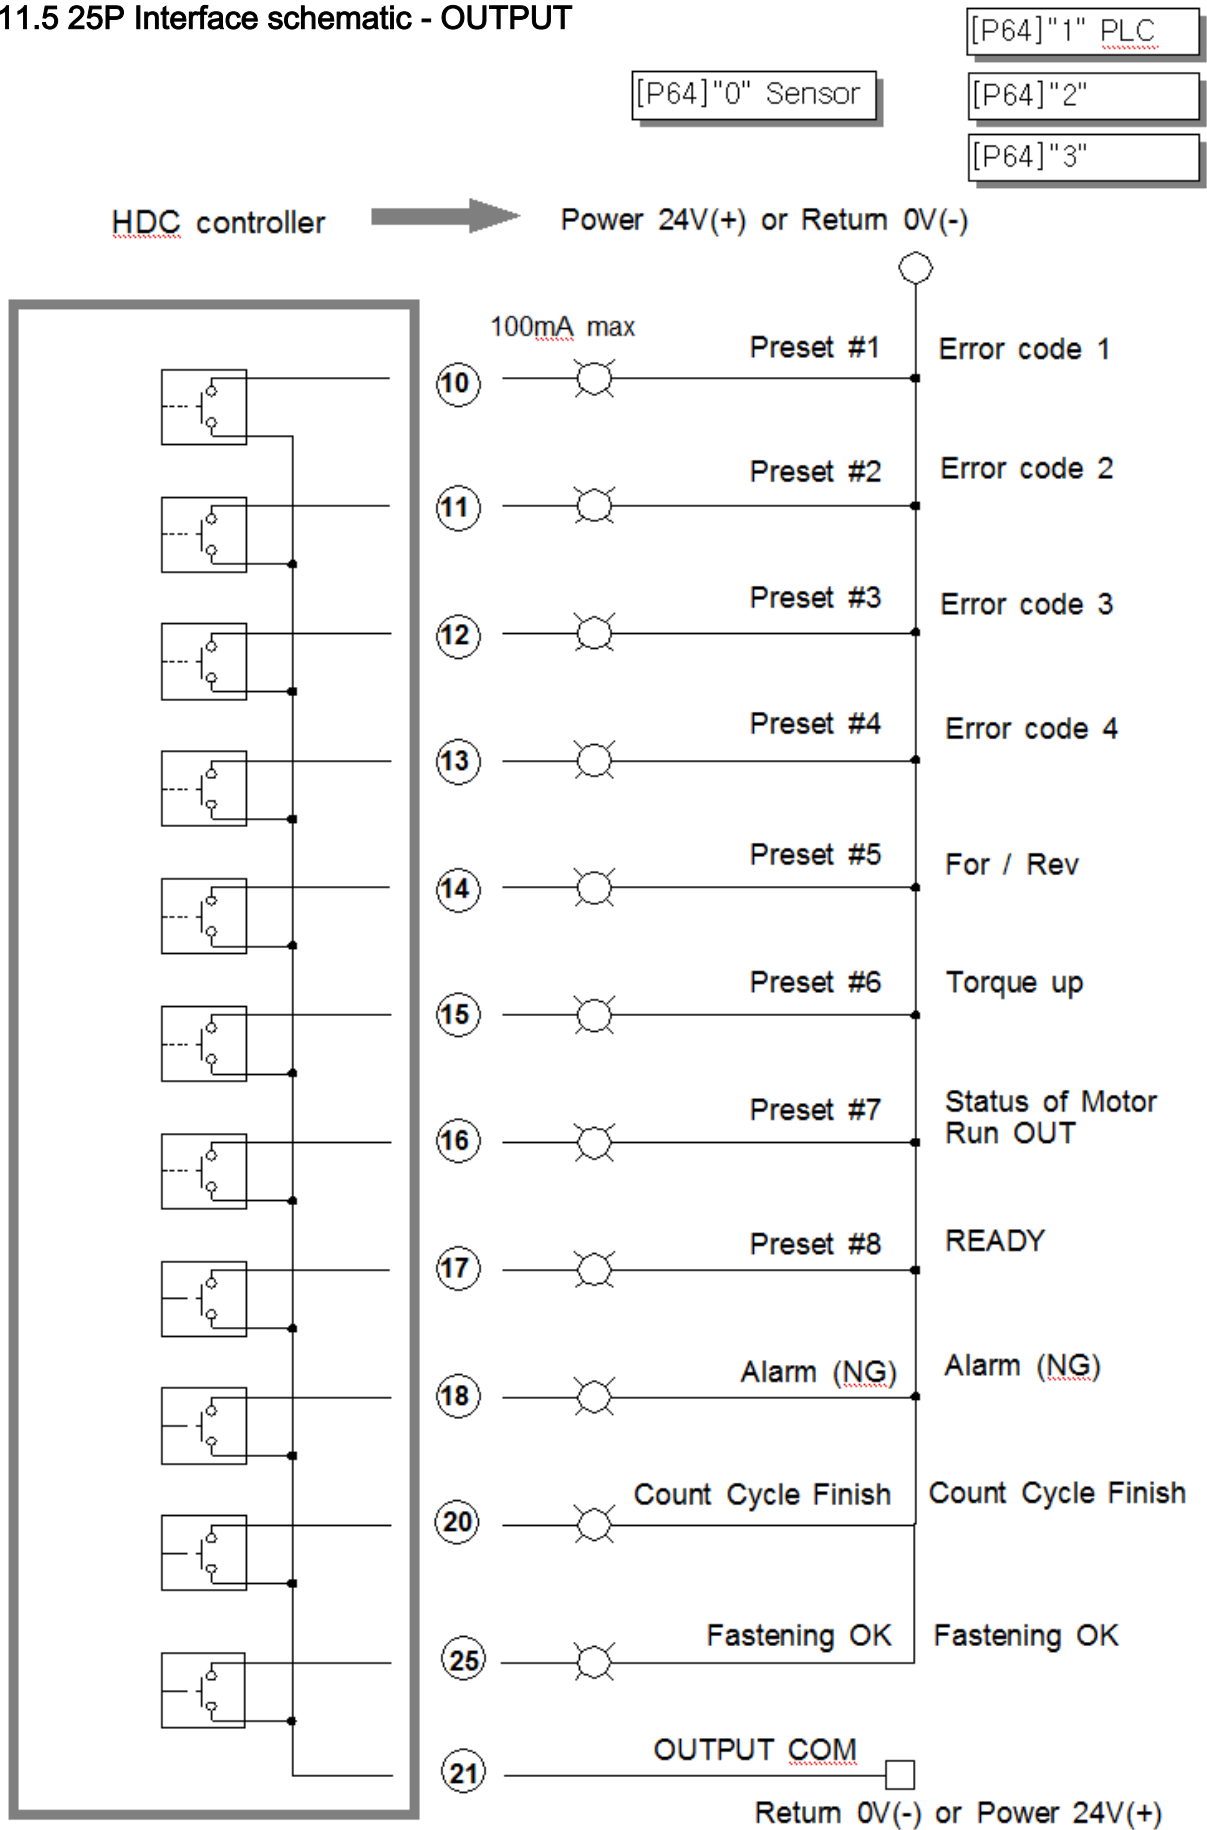 11.5 25P Interface schematic - OUTPUT
[P64]"1" PLC
[P64]"0" Sensor
[P64]"2"
[P64]"3"
HDC controller
Power 24V(+) or Return 0V(-)
100mA max
Preset #1 Error code 1
10
Preset #2 Error code 2
11
Preset #3 Error code 3
12
Preset #4 Error code 4
13
Preset #5 For / Rev
14
Preset #6 Torque up
15
Preset #7 Status of Motor
Run OUT
16
Preset #8 READY
17
Alarm (NG) Alarm (NG)
18
Count Cycle Finish Count Cycle Finish
20
Fastening OK Fastening OK
25
OUTPUT COM
21
Return 0V(-) or Power 24V(+)